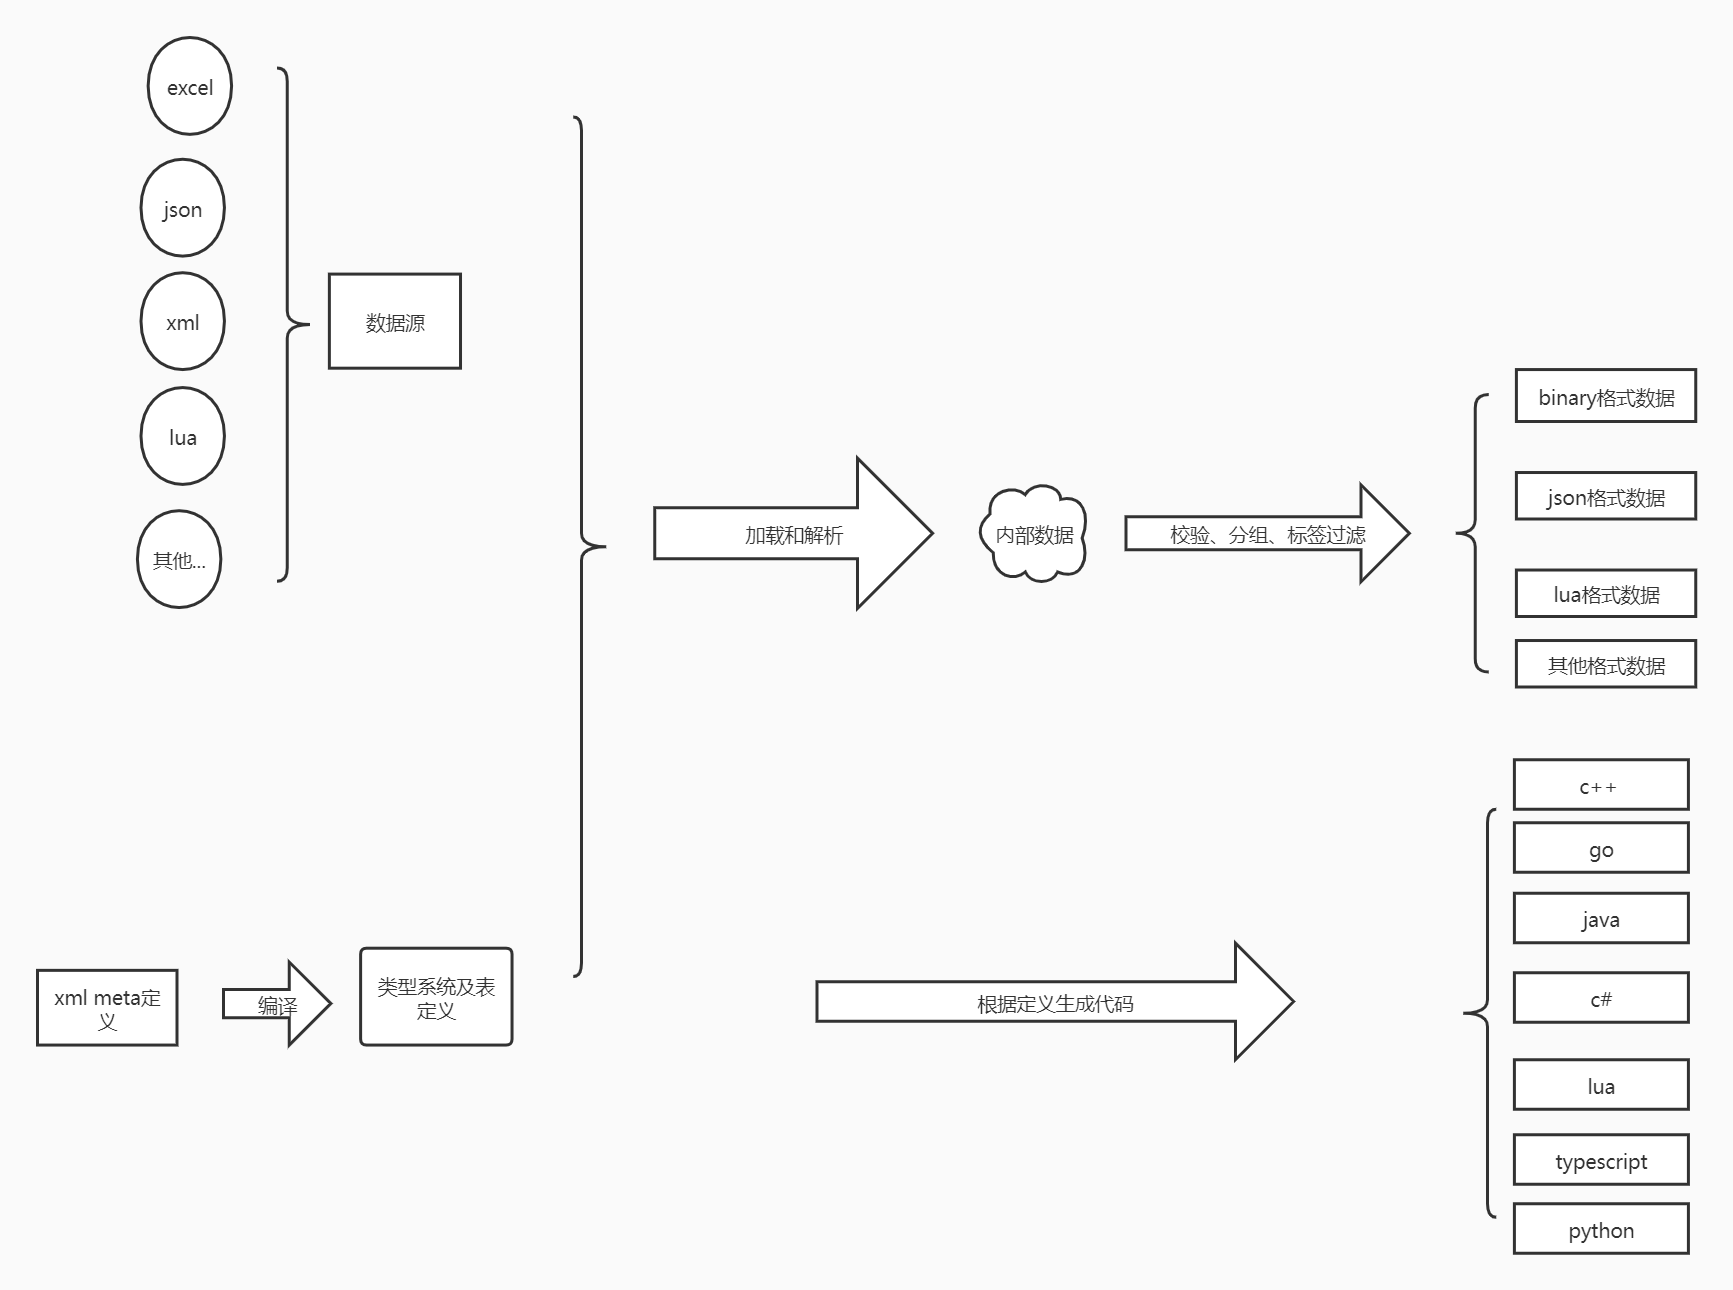 excel
json
xml
lua
其他...
数据源
加载和解析
内部数据
校验、分组、标签过滤
binary格式数据
json格式数据
lua格式数据
其他格式数据
xml meta定
义
编译
类型系统及表
定义
根据定义生成代码
c++
go
java
c#
lua
typescript
python